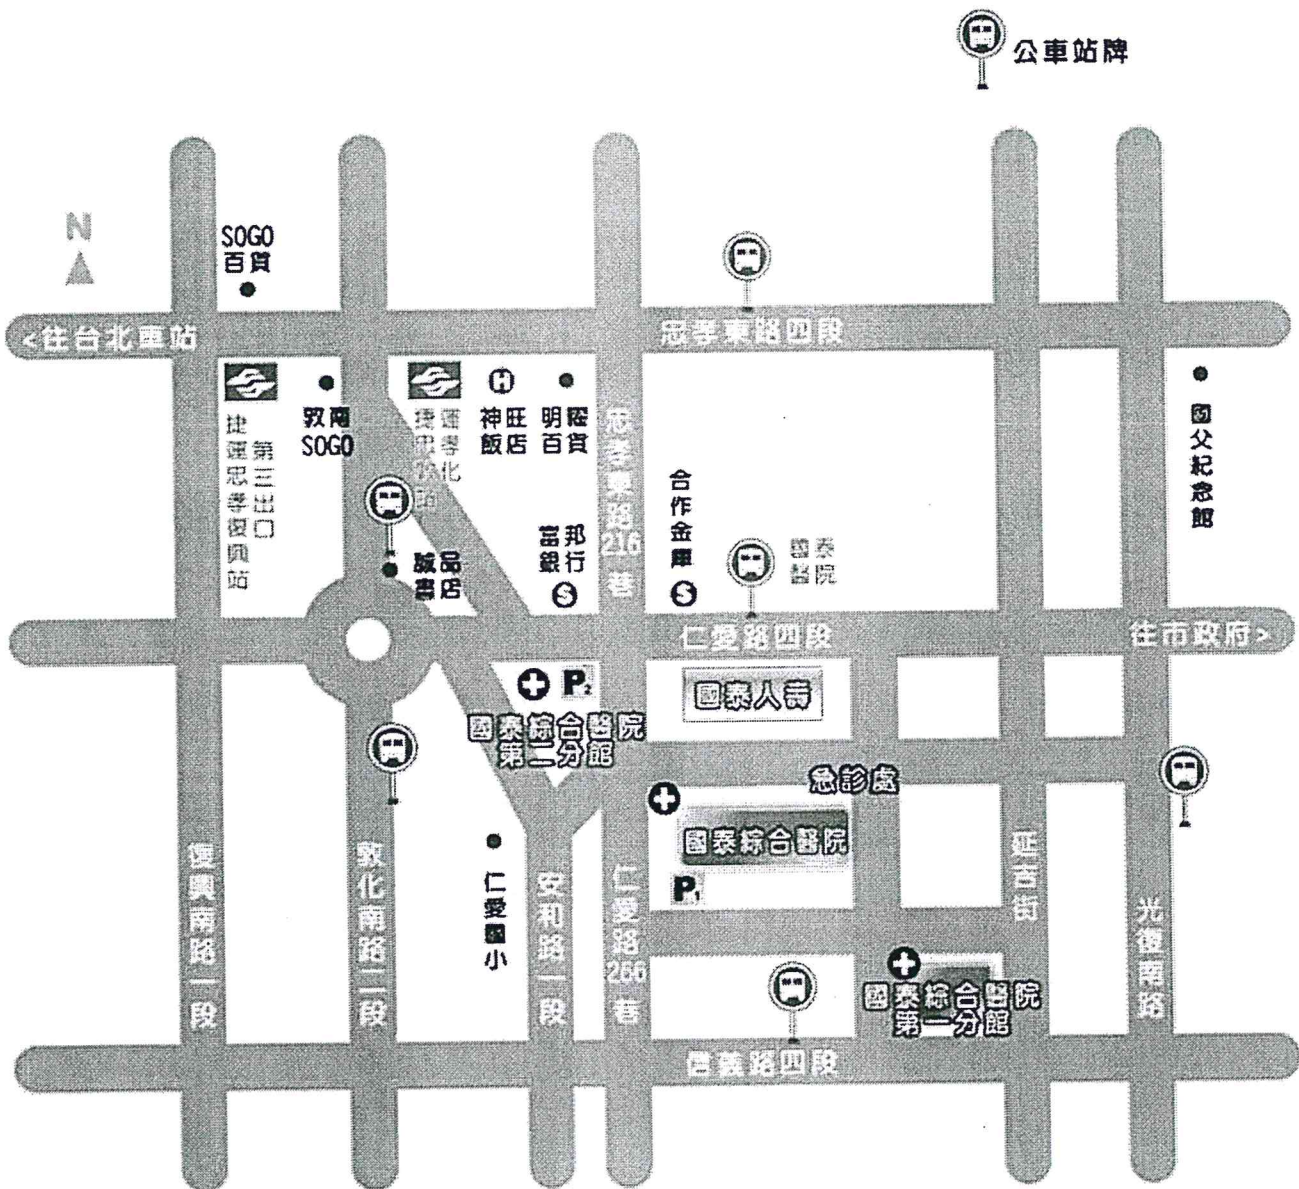 公車站牌
N
SOGO
百貨
<往台北車站
忠孝東路四段
捷運忠孝復興站
第三出口
敦南
SOGO
捷運
忠孝
敦化
站
H
神旺
飯店
明耀
百貨
忠孝東路216巷
合作金庫
國父紀念館
誠品
書店
富邦
銀行
S
S
國泰
醫院
仁愛路四段
往市政府>
P2
國泰人壽
國泰綜合醫院
第二分館
急診處
國泰綜合醫院
P1
復興南路一段
敦化南路一段
仁愛國小
安和路一段
仁愛路266巷
延吉街
光復南路
國泰綜合醫院
第一分館
信義路四段